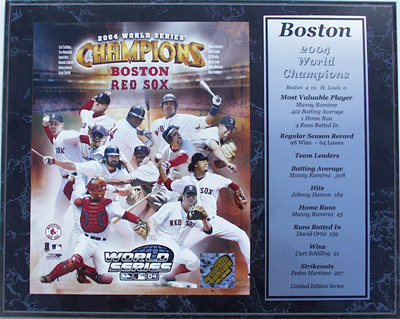 2004 WORLD SERIES
CHAMPIONS
BOSTON
RED SOX
WORLD
SERIES
04
Boston
2004
World
Champions
Boston 4 vs. St. Louis 0
Most Valuable Player
Manny Ramirez
.412 Batting Average
1 Home Run
4 Runs Batted In
Regular Season Record
98 Wins ~ 64 Losses
Team Leaders
Batting Average
Manny Ramirez .308
Hits
Johnny Damon 189
Home Runs
Manny Ramirez 43
Runs Batted In
David Ortiz 139
Wins
Curt Schilling 21
Strikeouts
Pedro Martinez 227
Limited Edition Series